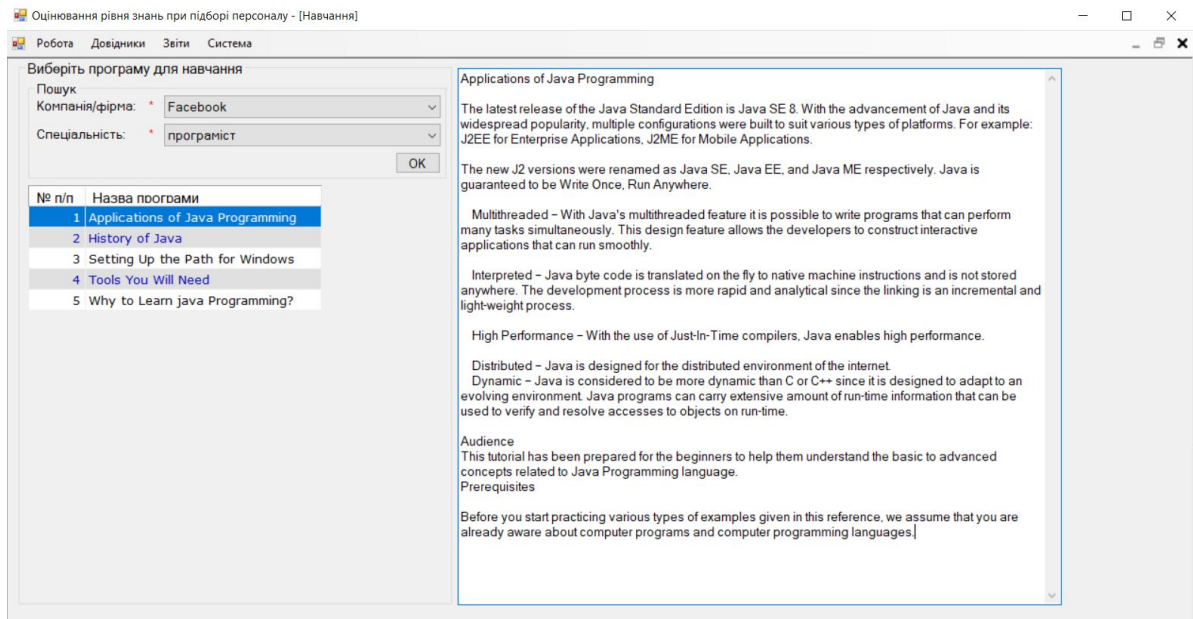 Оцінювання рівня знань при підборі персоналу - [Навчання]
Робота Довідники Звіти Система
Виберіть програму для навчання
Пошук
Компанія/фірма: * Facebook
Спеціальність: * програміст
OK
№ п/п Назва програми
1 Applications of Java Programming
2 History of Java
3 Setting Up the Path for Windows
4 Tools You Will Need
5 Why to Learn java Programming?
Applications of Java Programming
The latest release of the Java Standard Edition is Java SE 8. With the advancement of Java and its
widespread popularity, multiple configurations were built to suit various types of platforms. For example:
J2EE for Enterprise Applications, J2ME for Mobile Applications.
The new J2 versions were renamed as Java SE, Java EE, and Java ME respectively. Java is
guaranteed to be Write Once, Run Anywhere.
Multithreaded – With Java's multithreaded feature it is possible to write programs that can perform
many tasks simultaneously. This design feature allows the developers to construct interactive
applications that can run smoothly.
Interpreted – Java byte code is translated on the fly to native machine instructions and is not stored
anywhere. The development process is more rapid and analytical since the linking is an incremental and
light-weight process.
High Performance – With the use of Just-In-Time compilers, Java enables high performance.
Distributed – Java is designed for the distributed environment of the internet.
Dynamic – Java is considered to be more dynamic than C or C++ since it is designed to adapt to an
evolving environment. Java programs can carry extensive amount of run-time information that can be
used to verify and resolve accesses to objects on run-time.
Audience
This tutorial has been prepared for the beginners to help them understand the basic to advanced
concepts related to Java Programming language.
Prerequisites
Before you start practicing various types of examples given in this reference, we assume that you are
already aware about computer programs and computer programming languages.